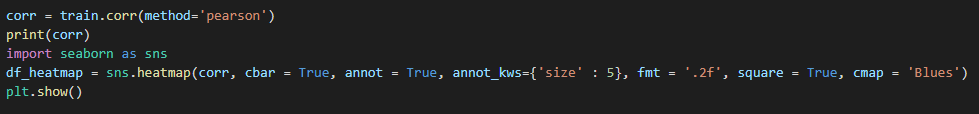 corr = train.corr(method='pearson')
print(corr)
import seaborn as sns
df_heatmap = sns.heatmap(corr, cbar = True, annot = True, annot_kws={'size' : 5}, fmt = '.2f', square = True, cmap = 'Blues')
plt.show()